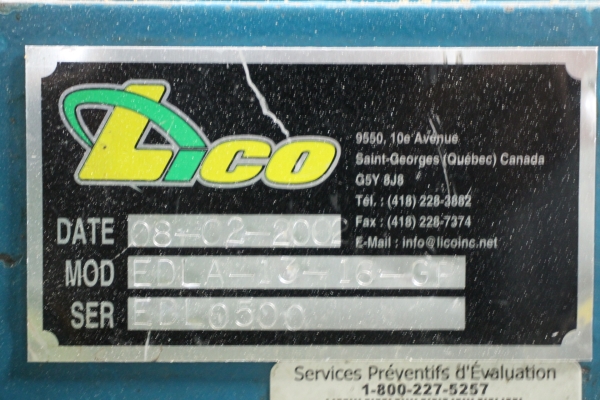 Lico
9550, 10e Avenue
Saint-Georges (Québec) Canada
G5Y 8J8
Tél. : (418) 228-3882
Fax : (418) 228-7374
E-Mail : info@licoinc.net
DATE 08-02-2002
MOD EDLA-13-16-GF
SER EDL6500
Services Préventifs d'Évaluation
1-800-227-5257